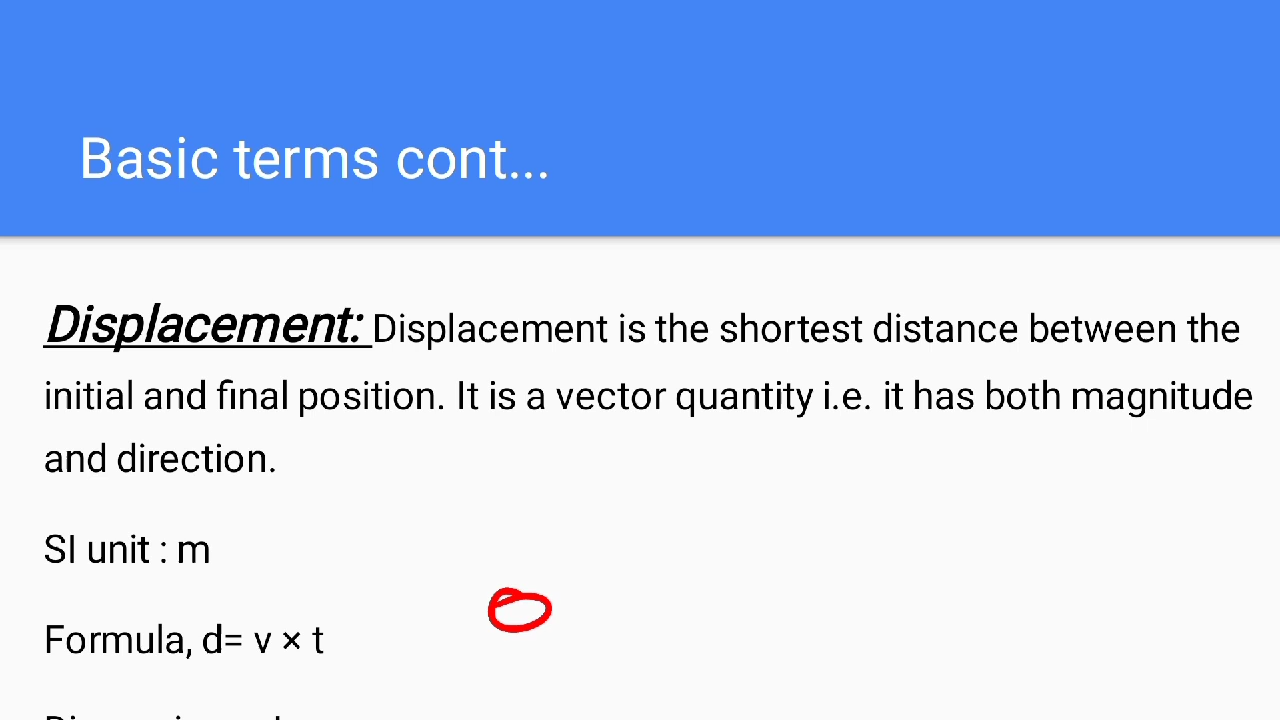 Basic terms cont...
Displacement: Displacement is the shortest distance between the
initial and final position. It is a vector quantity i.e. it has both magnitude
and direction.
SI unit : m
Formula, d= v × t